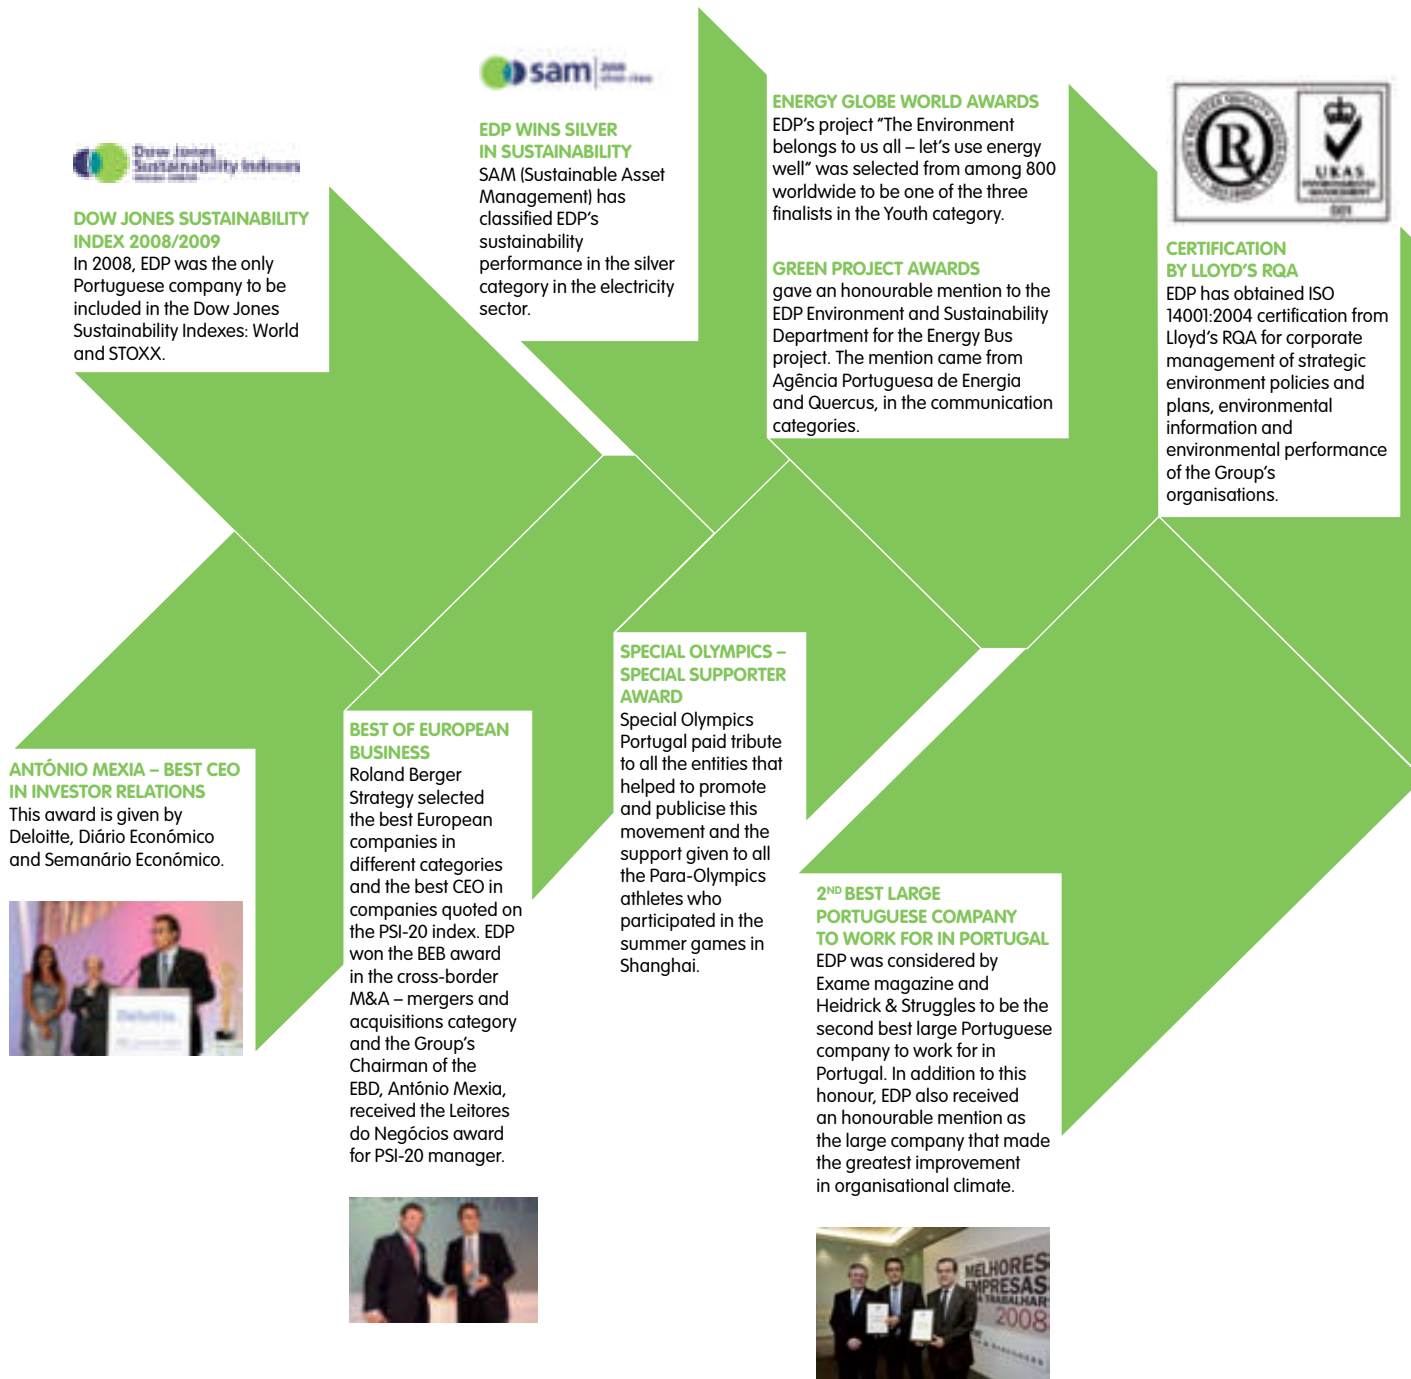 Dow Jones
Sustainability Indexes
DOW JONES SUSTAINABILITY
INDEX 2008/2009
In 2008, EDP was the only
Portuguese company to be
included in the Dow Jones
Sustainability Indexes: World
and STOXX.
sam
2008
EDP WINS SILVER
IN SUSTAINABILITY
SAM (Sustainable Asset
Management) has
classified EDP's
sustainability
performance in the silver
category in the electricity
sector.
ENERGY GLOBE WORLD AWARDS
EDP's project "The Environment
belongs to us all – let's use energy
well" was selected from among 800
worldwide to be one of the three
finalists in the Youth category.
GREEN PROJECT AWARDS
gave an honourable mention to the
EDP Environment and Sustainability
Department for the Energy Bus
project. The mention came from
Agência Portuguesa de Energia
and Quercus, in the communication
categories.
UKAS
ENVIRONMENTAL
MANAGEMENT
001
CERTIFICATION
BY LLOYD'S RQA
EDP has obtained ISO
14001:2004 certification from
Lloyd's RQA for corporate
management of strategic
environment policies and
plans, environmental
information and
environmental performance
of the Group's
organisations.
ANTÓNIO MEXIA – BEST CEO
IN INVESTOR RELATIONS
This award is given by
Deloitte, Diário Económico
and Semanário Económico.
Deloitte
BEST OF EUROPEAN
BUSINESS
Roland Berger
Strategy selected
the best European
companies in
different categories
and the best CEO in
companies quoted on
the PSI-20 index. EDP
won the BEB award
in the cross-border
M&A – mergers and
acquisitions category
and the Group's
Chairman of the
EBD, António Mexia,
received the Leitores
do Negócios award
for PSI-20 manager.
SPECIAL OLYMPICS –
SPECIAL SUPPORTER
AWARD
Special Olympics
Portugal paid tribute
to all the entities that
helped to promote
and publicise this
movement and the
support given to all
the Para-Olympics
athletes who
participated in the
summer games in
Shanghai.
2ND BEST LARGE
PORTUGUESE COMPANY
TO WORK FOR IN PORTUGAL
EDP was considered by
Exame magazine and
Heidrick & Struggles to be the
second best large Portuguese
company to work for in
Portugal. In addition to this
honour, EDP also received
an honourable mention as
the large company that made
the greatest improvement
in organisational climate.
MELHORES
EMPRESAS
TRABALHAR
2008